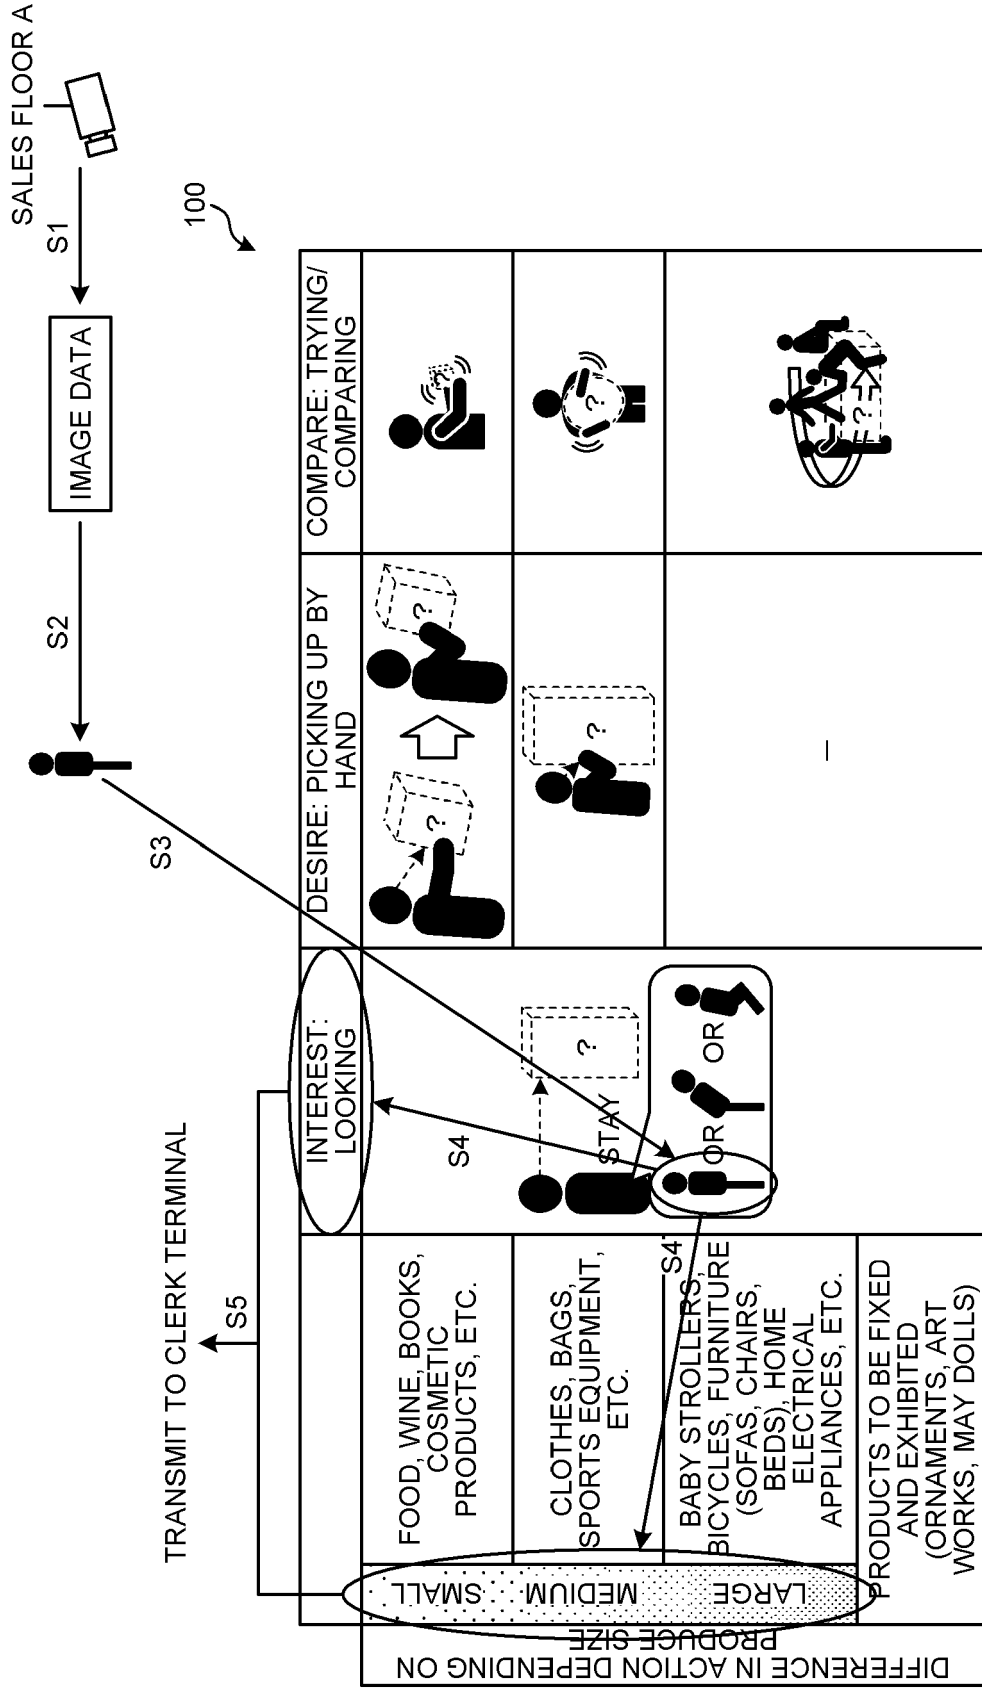 SALES FLOOR A
S1
IMAGE DATA
S2
S3
100
TRANSMIT TO CLERK TERMINAL
S5
INTEREST:
LOOKING
DESIRE: PICKING UP BY
HAND
COMPARE: TRYING/
COMPARING
DIFFERENCE IN ACTION DEPENDING ON
PRODUCE SIZE
SMALL
MEDIUM
LARGE
FOOD, WINE, BOOKS,
COSMETIC
PRODUCTS, ETC.
CLOTHES, BAGS,
SPORTS EQUIPMENT,
ETC.
BABY STROLLERS,
BICYCLES, FURNITURE
(SOFAS, CHAIRS,
BEDS), HOME
ELECTRICAL
APPLIANCES, ETC.
PRODUCTS TO BE FIXED
AND EXHIBITED
(ORNAMENTS, ART
WORKS, MAY DOLLS)
S4
S4
STAY
?
OR
OR
?
?
?
–
?
?
?